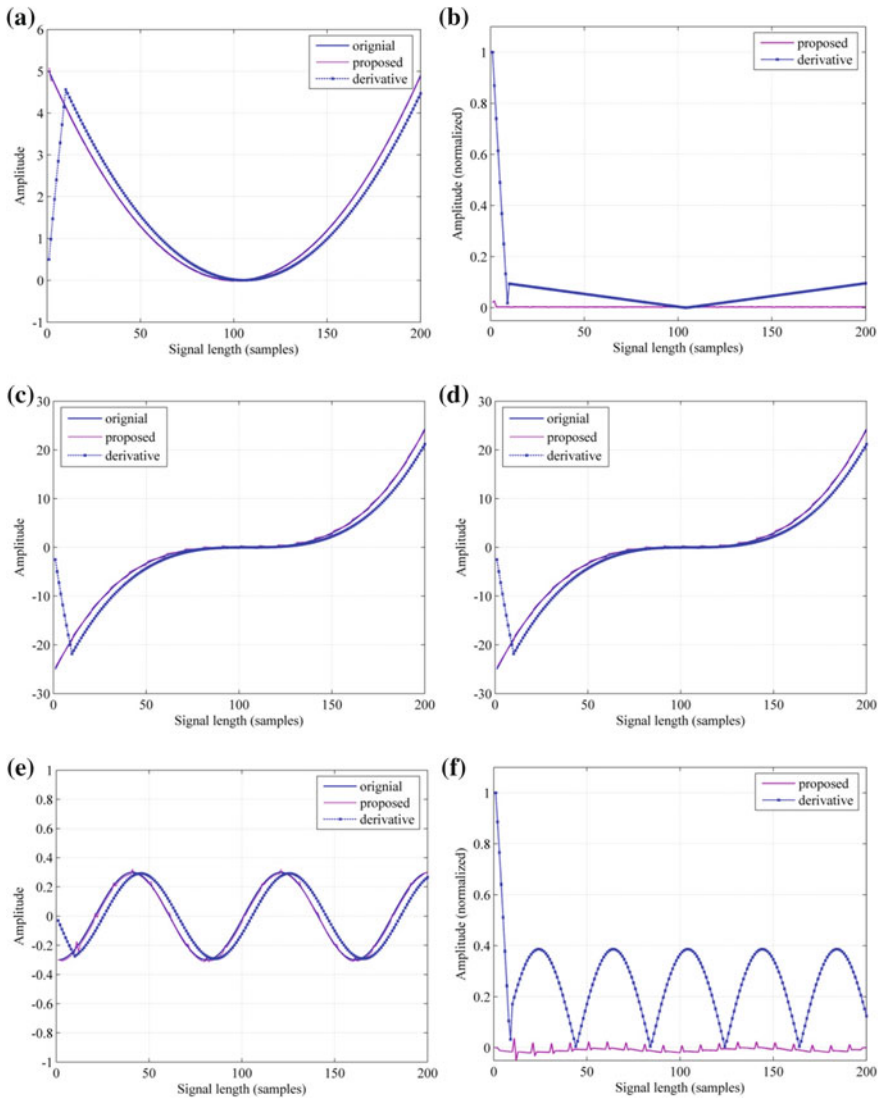 (a)
6
5
4
3
2
1
0
-1
Amplitude
0 50 100 150 200
Signal length (samples)
orignial
proposed
derivative
(b)
1
0.8
0.6
0.4
0.2
0
Amplitude (normalized)
0 50 100 150 200
Signal length (samples)
proposed
derivative
(c)
30
20
10
0
-10
-20
-30
Amplitude
0 50 100 150 200
Signal length (samples)
orignial
proposed
derivative
(d)
30
20
10
0
-10
-20
-30
Amplitude
0 50 100 150 200
Signal length (samples)
orignial
proposed
derivative
(e)
1
0.8
0.6
0.4
0.2
0
-0.2
-0.4
-0.6
-0.8
-1
Amplitude
0 50 100 150 200
Signal length (samples)
orignial
proposed
derivative
(f)
1
0.8
0.6
0.4
0.2
0
Amplitude (normalized)
0 50 100 150 200
Signal length (samples)
proposed
derivative